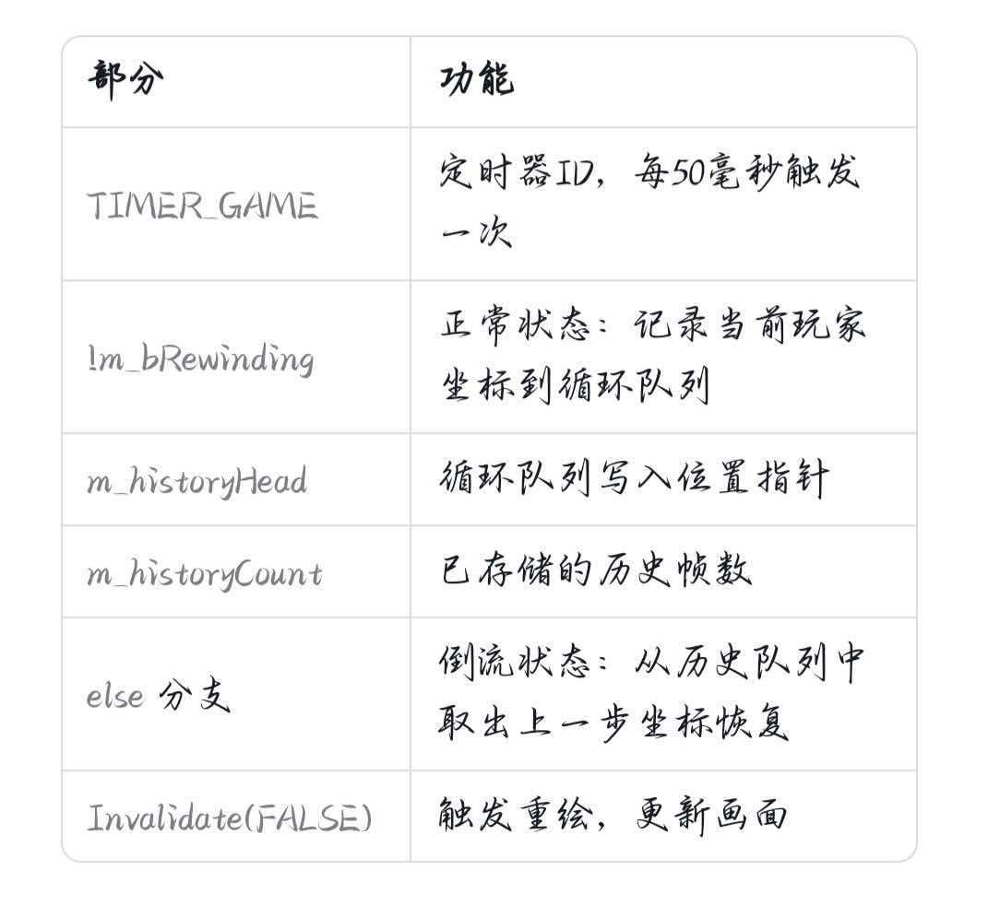 部分
功能
TIMER_GAME
定时器ID，每50毫秒触发
一次
!m_bRewinding
正常状态：记录当前玩家
坐标到循环队列
m_historyHead
循环队列写入位置指针
m_historyCount
已存储的历史帧数
else 分支
倒流状态：从历史队列中
取出上一步坐标恢复
Invalidate(FALSE)
触发重绘，更新画面